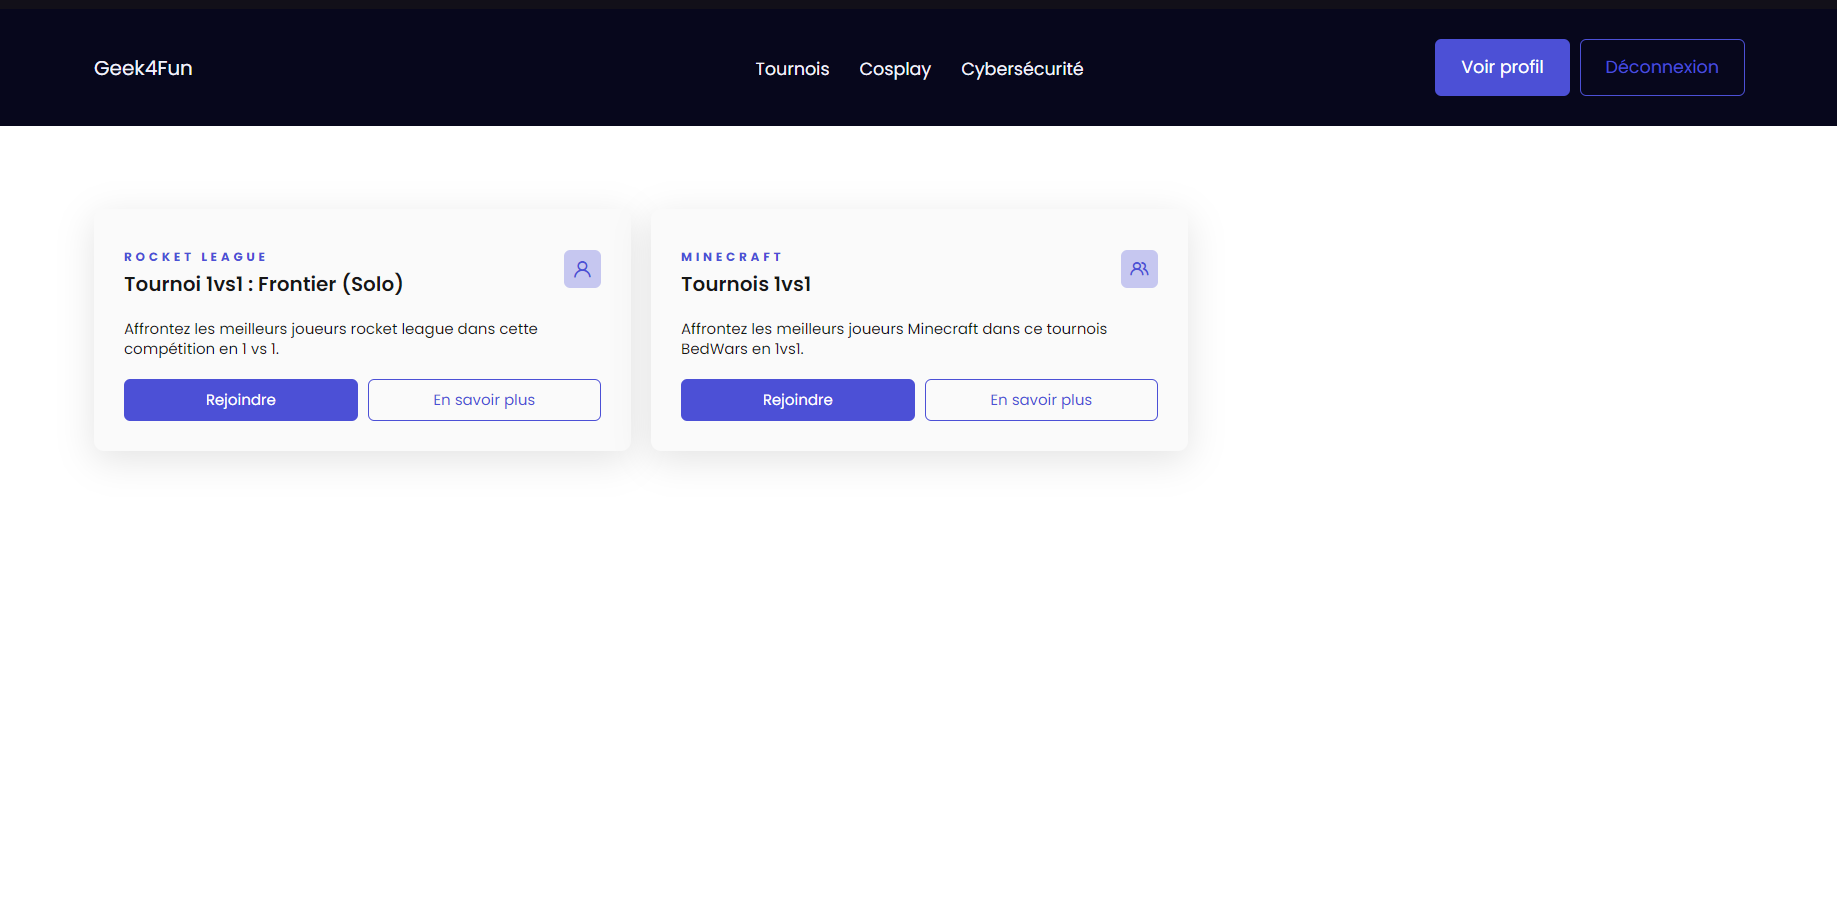 Geek4Fun
Tournois
Cosplay
Cybersécurité
Voir profil
Déconnexion
ROCKET LEAGUE
Tournoi 1vs1 : Frontier (Solo)
Affrontez les meilleurs joueurs rocket league dans cette
compétition en 1 vs 1.
Rejoindre
En savoir plus
MINECRAFT
Tournois 1vs1
Affrontez les meilleurs joueurs Minecraft dans ce tournois
BedWars en 1vs1.
Rejoindre
En savoir plus